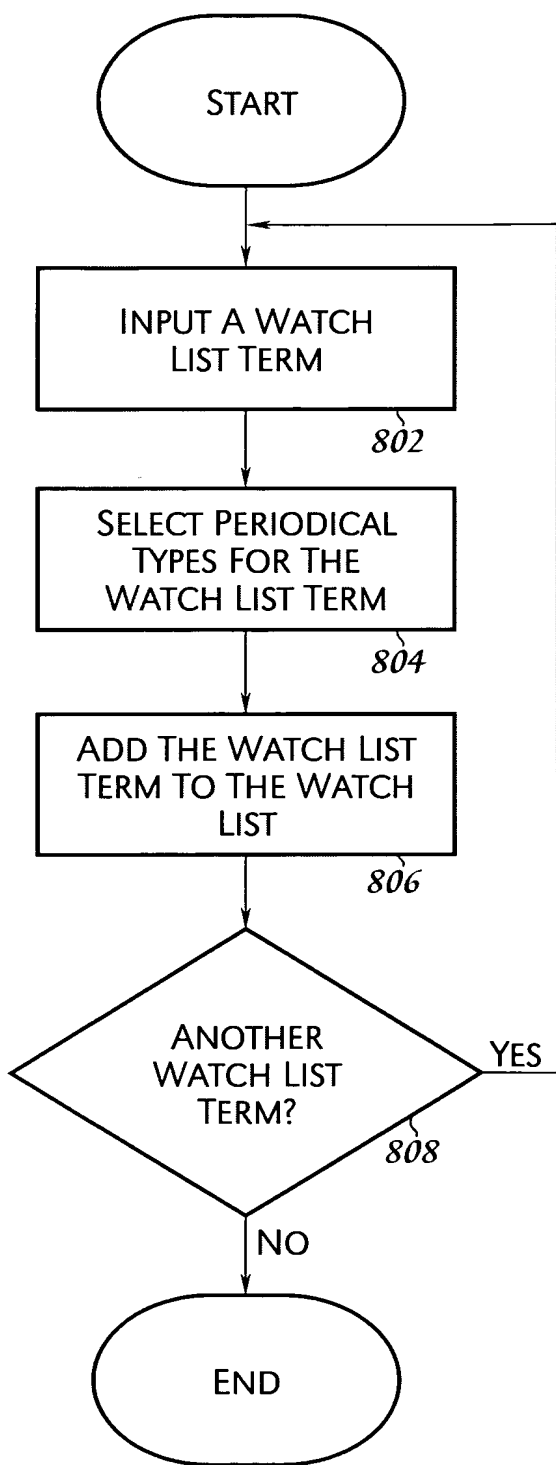 START
INPUT A WATCH
LIST TERM
802
SELECT PERIODICAL
TYPES FOR THE
WATCH LIST TERM
804
ADD THE WATCH LIST
TERM TO THE WATCH
LIST
806
ANOTHER
WATCH LIST
TERM?
YES
808
NO
END